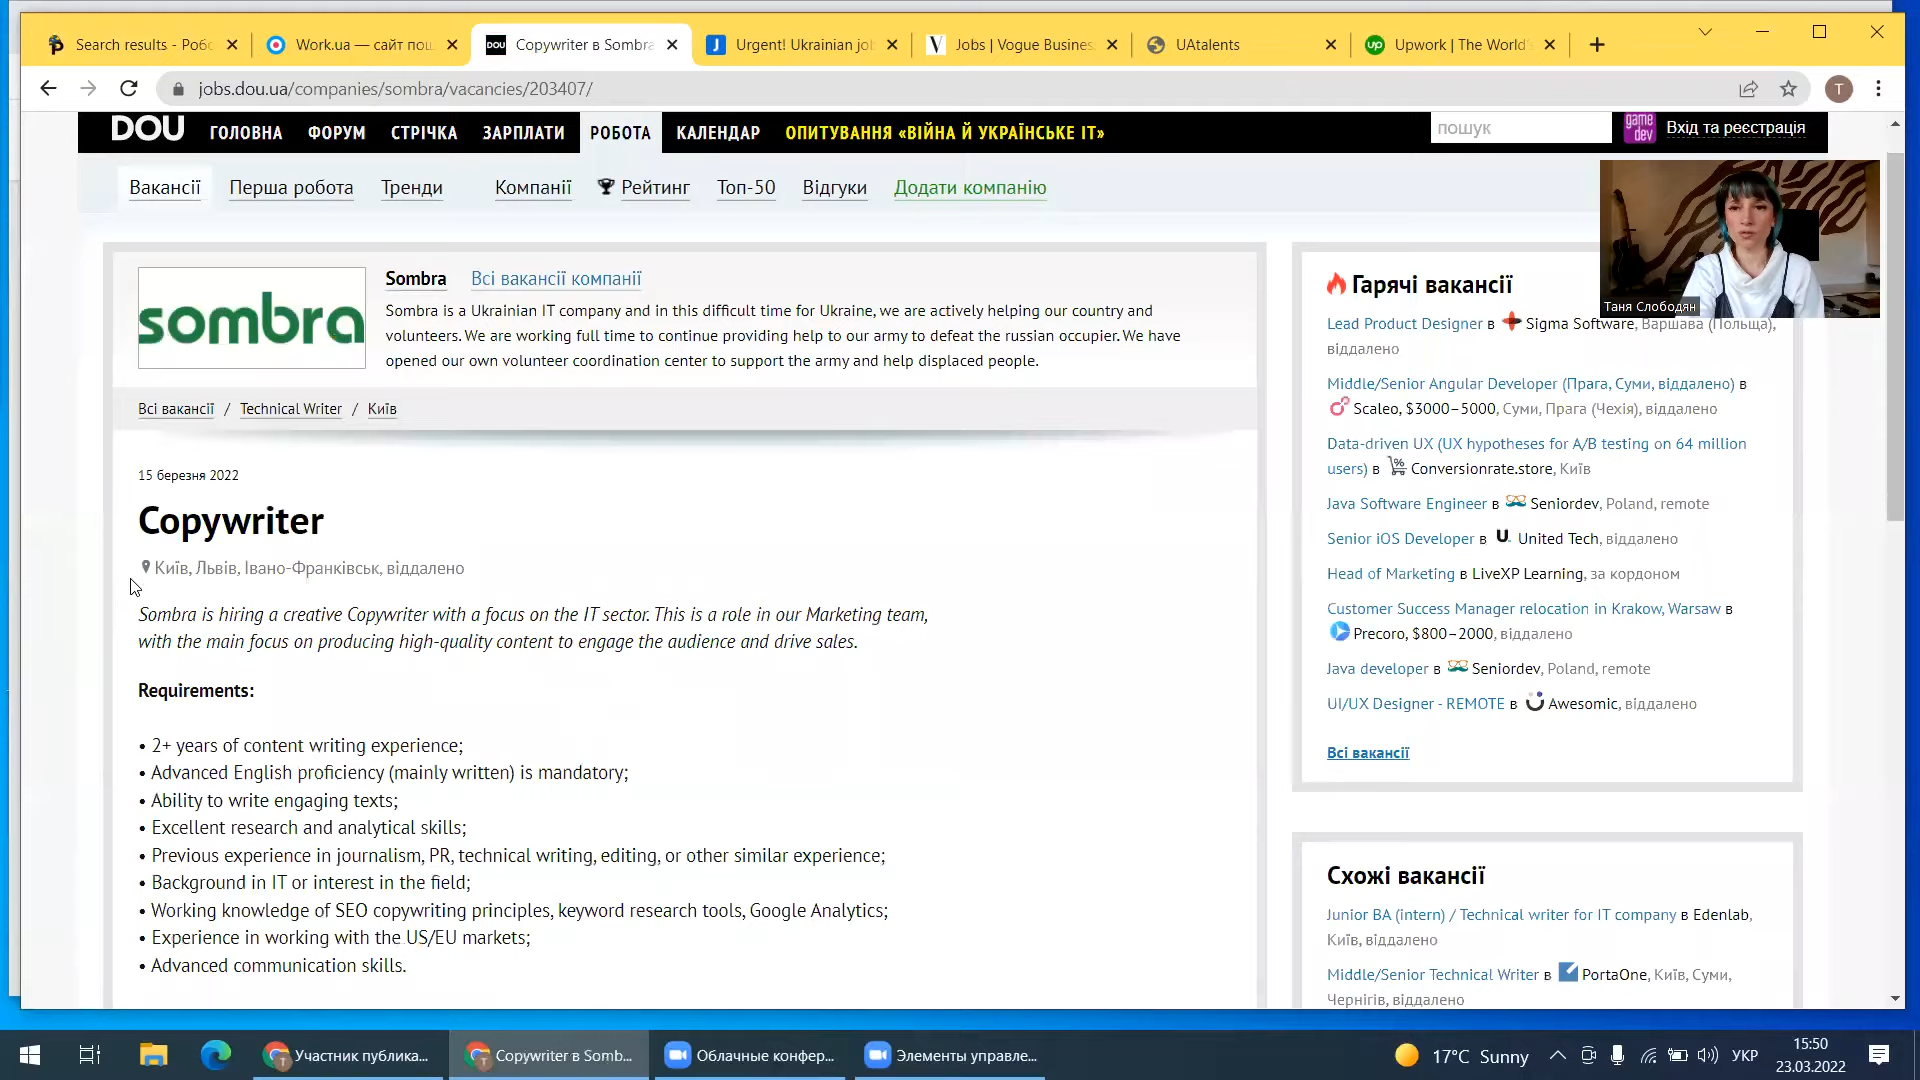 Search results - Робо
Work.ua — сайт пош
DOU
Copywriter в Sombra
Urgent! Ukrainian job
Jobs | Vogue Busines
UAtalents
Upwork | The World'
jobs.dou.ua/companies/sombra/vacancies/203407/
T
DOU
ГОЛОВНА
ФОРУМ
СТРІЧКА
ЗАРПЛАТИ
РОБОТА
КАЛЕНДАР
ОПИТУВАННЯ «ВІЙНА Й УКРАЇНСЬКЕ ІТ»
пошук
game dev
Вхід та реєстрація
Вакансії
Перша робота
Тренди
Компанії
Рейтинг
Топ-50
Відгуки
Додати компанію
Таня Слободян
sombra
Sombra
Всі вакансії компанії
Sombra is a Ukrainian IT company and in this difficult time for Ukraine, we are actively helping our country and
volunteers. We are working full time to continue providing help to our army to defeat the russian occupier. We have
opened our own volunteer coordination center to support the army and help displaced people.
Всі вакансії / Technical Writer / Київ
15 березня 2022
Copywriter
Київ, Львів, Івано-Франківськ, віддалено
Sombra is hiring a creative Copywriter with a focus on the IT sector. This is a role in our Marketing team,
with the main focus on producing high-quality content to engage the audience and drive sales.
Requirements:
• 2+ years of content writing experience;
• Advanced English proficiency (mainly written) is mandatory;
• Ability to write engaging texts;
• Excellent research and analytical skills;
• Previous experience in journalism, PR, technical writing, editing, or other similar experience;
• Background in IT or interest in the field;
• Working knowledge of SEO copywriting principles, keyword research tools, Google Analytics;
• Experience in working with the US/EU markets;
• Advanced communication skills.
Гарячі вакансії
Lead Product Designer в Sigma Software, Варшава (Польща),
віддалено
Middle/Senior Angular Developer (Прага, Суми, віддалено) в
Scaleo, $3000–5000, Суми, Прага (Чехія), віддалено
Data-driven UX (UX hypotheses for A/B testing on 64 million
users) в Conversionrate.store, Київ
Java Software Engineer в Seniordev, Poland, remote
Senior iOS Developer в United Tech, віддалено
Head of Marketing в LiveXP Learning, за кордоном
Customer Success Manager relocation in Krakow, Warsaw в
Precoro, $800–2000, віддалено
Java developer в Seniordev, Poland, remote
UI/UX Designer - REMOTE в Awesomic, віддалено
Всі вакансії
Схожі вакансії
Junior BA (intern) / Technical writer for IT company в Edenlab,
Київ, віддалено
Middle/Senior Technical Writer в PortaOne, Київ, Суми,
Чернігів, віддалено
Участник публика...
Copywriter в Somb...
Облачные конфер...
Элементы управле...
17°C Sunny
УКР
15:50
23.03.2022